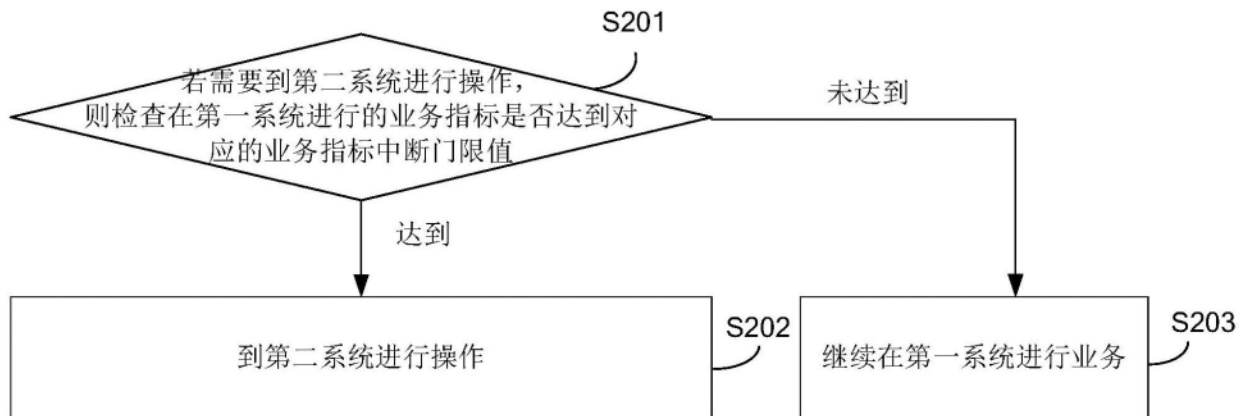 S201
若需要到第二系统进行操作，
则检查在第一系统进行的业务指标是否达到对
应的业务指标中断门限值
未达到
达到
到第二系统进行操作
S202
继续在第一系统进行业务
S203